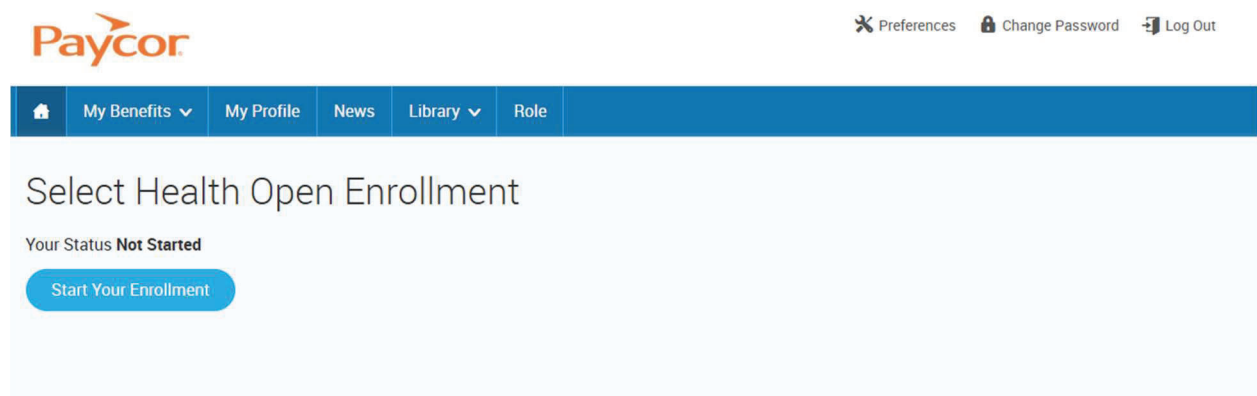 Paycor
Preferences Change Password Log Out
My Benefits My Profile News Library Role
Select Health Open Enrollment
Your Status Not Started
Start Your Enrollment